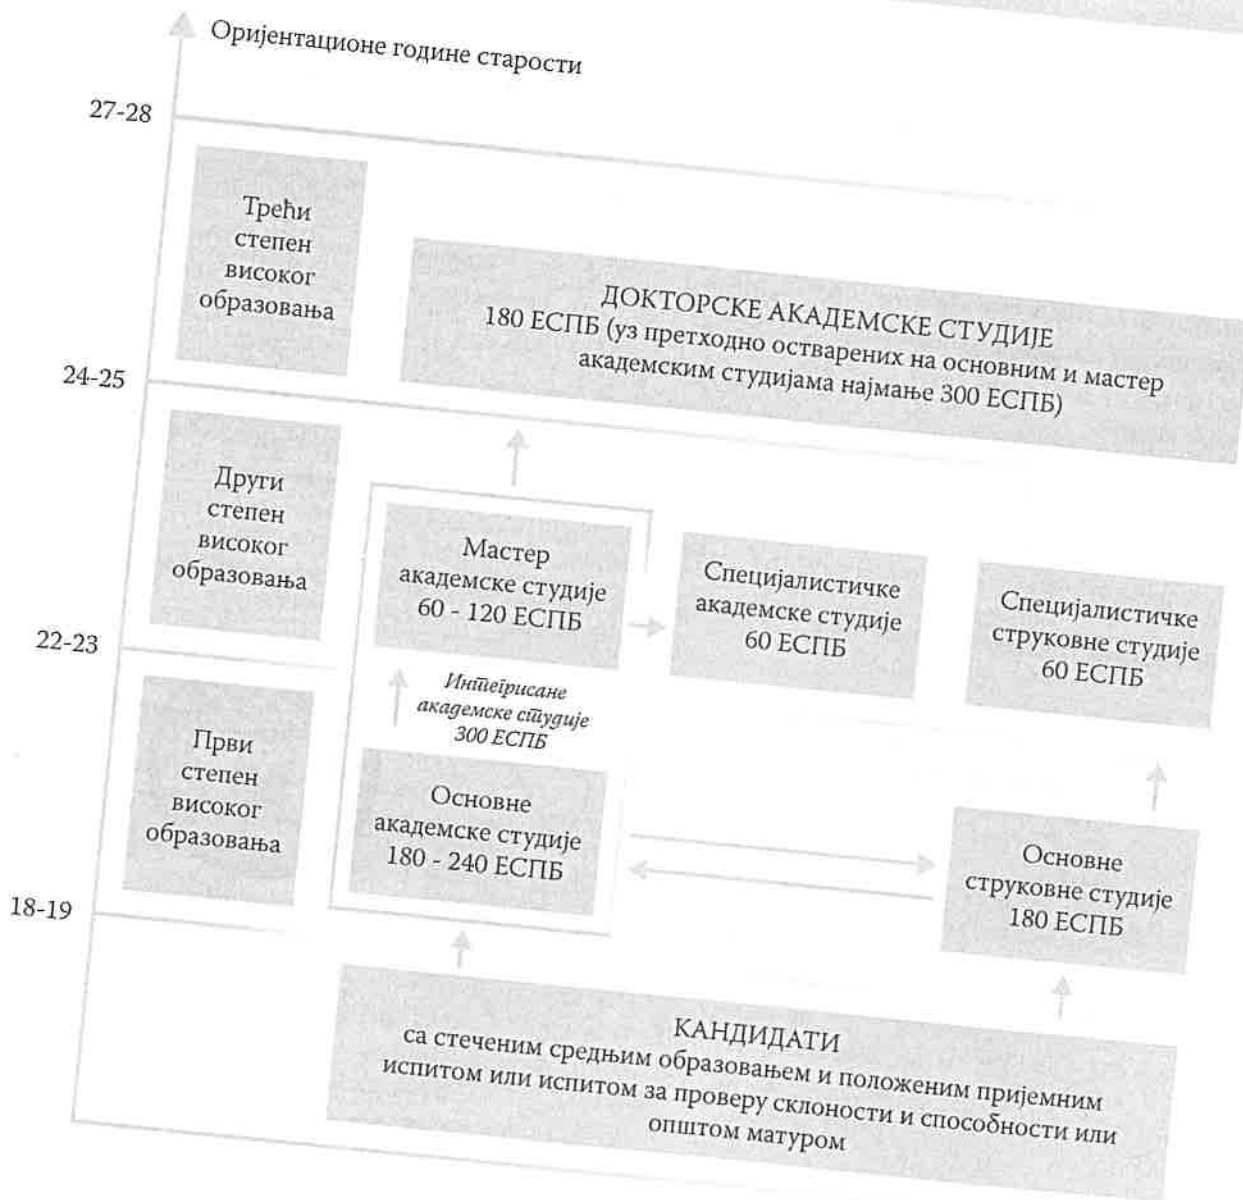 Оријентационе године старости
27-28
Трећи
степен
високог
образовања
ДОКТОРСКЕ АКАДЕМСКЕ СТУДИЈЕ
180 ЕСПБ (уз претходно остварених на основним и мастер
академским студијама најмање 300 ЕСПБ)
24-25
Други
степен
високог
образовања
Мастер
академске студије
60 - 120 ЕСПБ
Специјалистичке
академске студије
60 ЕСПБ
Специјалистичке
струковне студије
60 ЕСПБ
22-23
Интегрисане
академске студије
300 ЕСПБ
Први
степен
високог
образовања
Основне
академске студије
180 - 240 ЕСПБ
Основне
струковне студије
180 ЕСПБ
18-19
КАНДИДАТИ
са стеченим средњим образовањем и положеним пријемним
испитом или испитом за проверу склоности и способности или
општом матуром